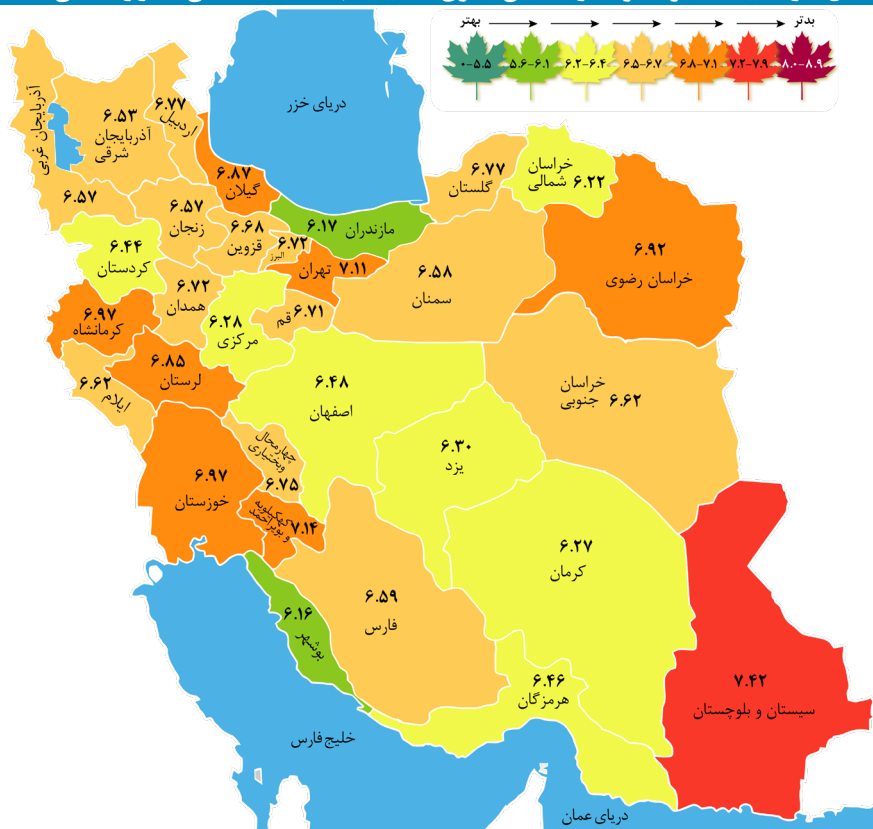 بهتر
بدتر
۰-۵.۵
۵.۶-۶.۱
۶.۲-۶.۴
۶.۵-۶.۷
۶.۸-۷.۱
۷.۲-۷.۹
۸.۰-۸.۹
دریای خزر
آذربایجان غربی
۶.۵۷
۶.۵۳
آذربایجان
شرقی
۶.۷۷
اردبیل
۶.۸۷
گیلان
۶.۷۷
گلستان
خراسان
شمالی ۶.۲۲
۶.۹۲
خراسان رضوی
۶.۵۷
زنجان
۶.۶۸
قزوین
۶.۷۲
البرز
مازندران ۶.۱۷
تهران ۷.۱۱
۶.۵۸
سمنان
۶.۴۴
کردستان
۶.۷۲
همدان
۶.۲۸
مرکزی
قم ۶.۷۱
۶.۹۷
کرمانشاه
۶.۸۵
لرستان
۶.۶۲
ایلام
۶.۴۸
اصفهان
خراسان
جنوبی ۶.۶۲
چهارمحال
وبختیاری
۶.۷۵
۶.۳۰
یزد
۶.۹۷
خوزستان
کهکیلویه
و بویراحمد
۷.۱۴
۶.۲۷
کرمان
۶.۵۹
فارس
۶.۱۶
بوشهر
۶.۴۶
هرمزگان
۷.۴۲
سیستان و بلوچستان
خلیج فارس
دریای عمان